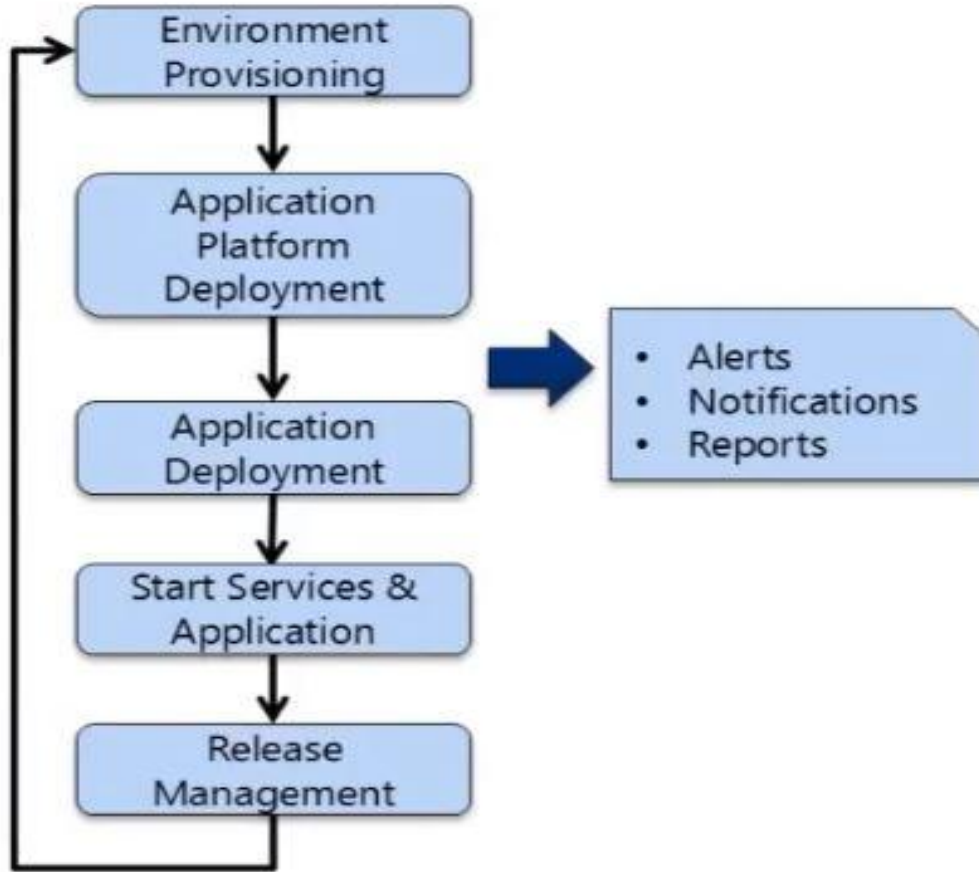 Environment
Provisioning
Application
Platform
Deployment
Application
Deployment
Start Services &
Application
Release
Management
• Alerts
• Notifications
• Reports